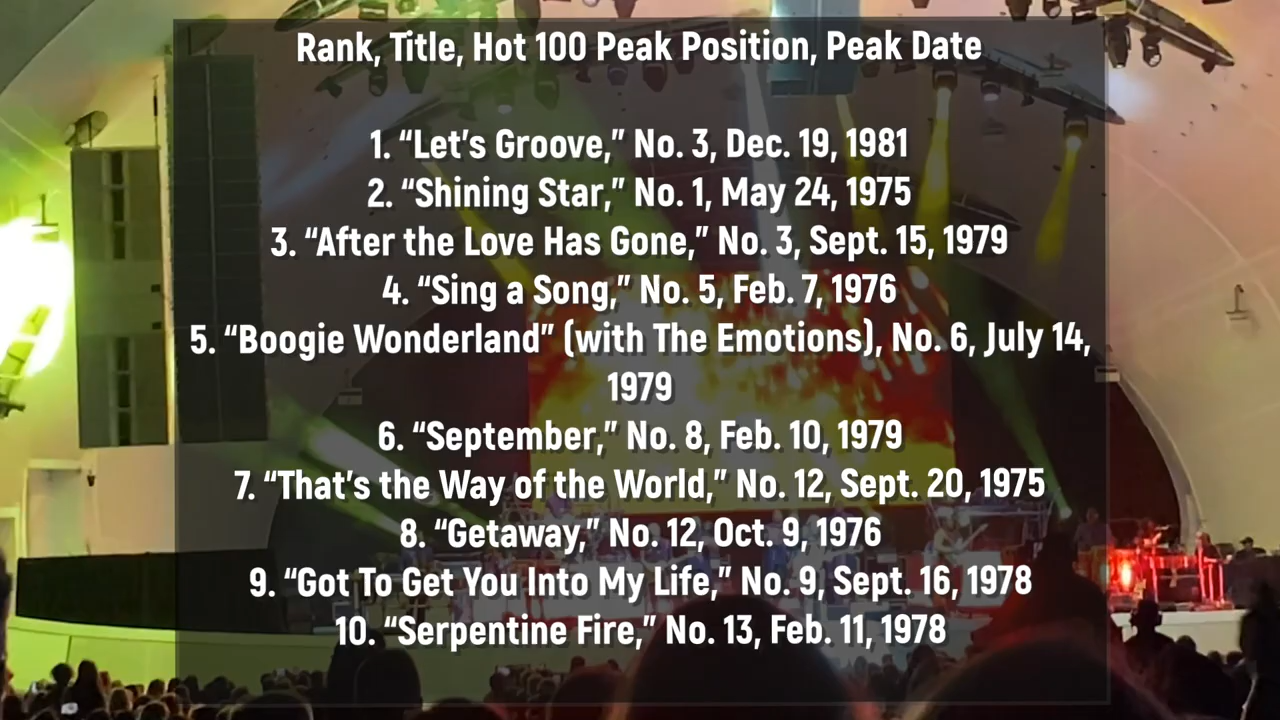 Rank, Title, Hot 100 Peak Position, Peak Date
1. “Let’s Groove,” No. 3, Dec. 19, 1981
2. “Shining Star,” No. 1, May 24, 1975
3. “After the Love Has Gone,” No. 3, Sept. 15, 1979
4. “Sing a Song,” No. 5, Feb. 7, 1976
5. “Boogie Wonderland” (with The Emotions), No. 6, July 14,
1979
6. “September,” No. 8, Feb. 10, 1979
7. “That’s the Way of the World,” No. 12, Sept. 20, 1975
8. “Getaway,” No. 12, Oct. 9, 1976
9. “Got To Get You Into My Life,” No. 9, Sept. 16, 1978
10. “Serpentine Fire,” No. 13, Feb. 11, 1978